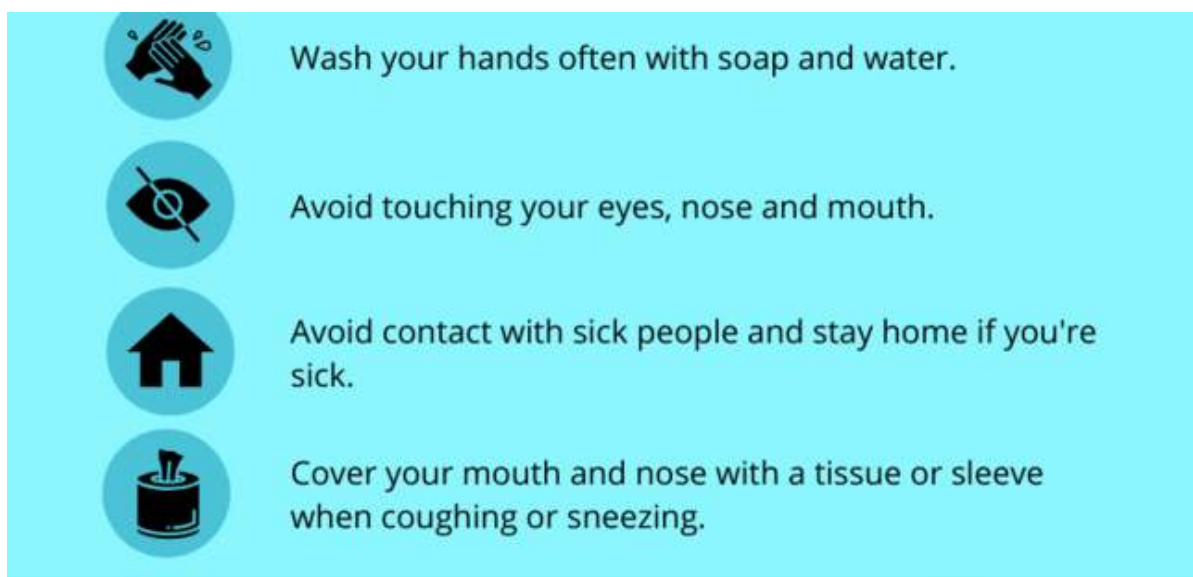 Wash your hands often with soap and water.
Avoid touching your eyes, nose and mouth.
Avoid contact with sick people and stay home if you're
sick.
Cover your mouth and nose with a tissue or sleeve
when coughing or sneezing.